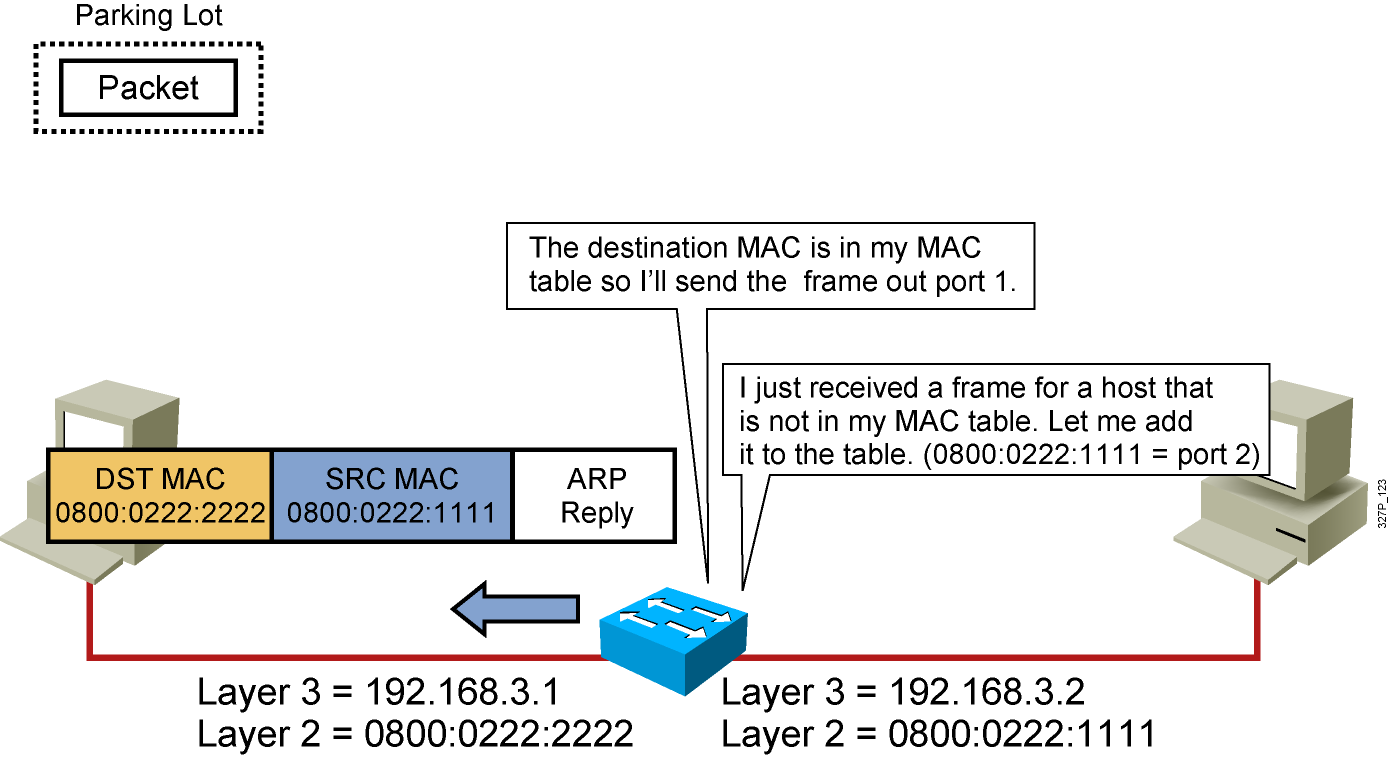 Parking Lot
Packet
The destination MAC is in my MAC
table so I’ll send the  frame out port 1.
I just received a frame for a host that
is not in my MAC table. Let me add
it to the table. (0800:0222:1111 = port 2)
DST MAC
0800:0222:2222
SRC MAC
0800:0222:1111
ARP
Reply
327P_123
Layer 3 = 192.168.3.1
Layer 2 = 0800:0222:2222
Layer 3 = 192.168.3.2
Layer 2 = 0800:0222:1111